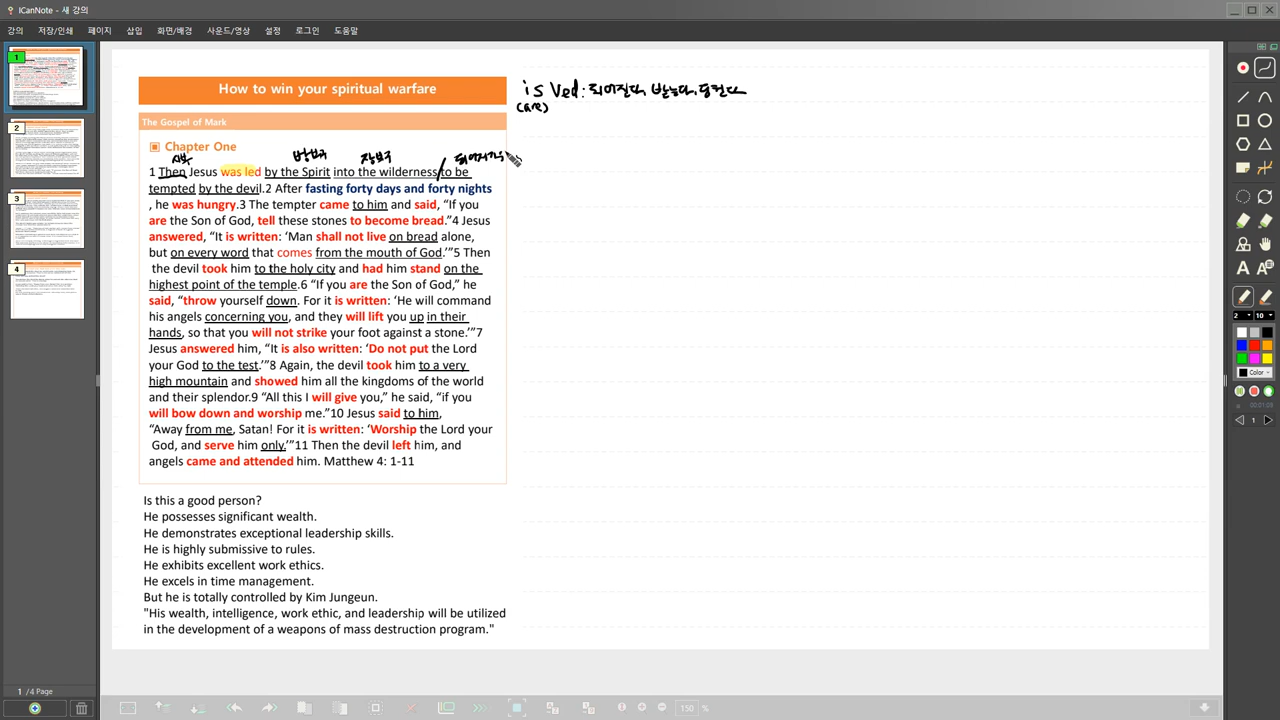 ICanNote - 새 강의
강의 저장/인쇄 페이지 삽입 화면/배경 사운드/영상 설정 로그인 도움말
1
2
3
4
How to win your spiritual warfare
is Ved: 되어진다, 받는다, 당한다
(are)
The Gospel of Mark
Chapter One
방부 장부
1 Then Jesus was led by the Spirit into the wilderness/to be
tempted by the devil.2 After fasting forty days and forty nights
, he was hungry.3 The tempter came to him and said, “If you
are the Son of God, tell these stones to become bread.”4 Jesus
answered, “It is written: ‘Man shall not live on bread alone,
but on every word that comes from the mouth of God.’”5 Then
the devil took him to the holy city and had him stand on the
highest point of the temple.6 “If you are the Son of God,” he
said, “throw yourself down. For it is written: ‘He will command
his angels concerning you, and they will lift you up in their
hands, so that you will not strike your foot against a stone.’”7
Jesus answered him, “It is also written: ‘Do not put the Lord
your God to the test.’”8 Again, the devil took him to a very
high mountain and showed him all the kingdoms of the world
and their splendor.9 “All this I will give you,” he said, “if you
will bow down and worship me.”10 Jesus said to him,
“Away from me, Satan! For it is written: ‘Worship the Lord your
God, and serve him only.’”11 Then the devil left him, and
angels came and attended him. Matthew 4: 1-11
Is this a good person?
He possesses significant wealth.
He demonstrates exceptional leadership skills.
He is highly submissive to rules.
He exhibits excellent work ethics.
He excels in time management.
But he is totally controlled by Kim Jungeun.
"His wealth, intelligence, work ethic, and leadership will be utilized
in the development of a weapons of mass destruction program."
2 10
Color
00:01:08
1
1 / 4 Page
150 %